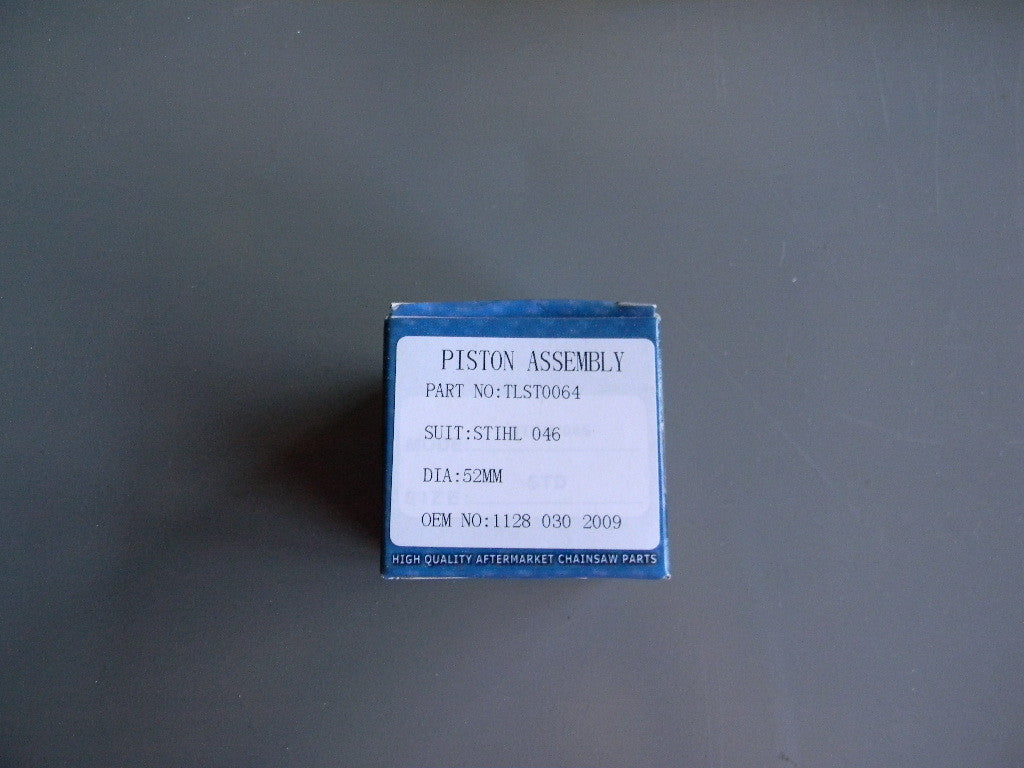 PISTON ASSEMBLY
PART NO:TLST0064
SUIT:STIHL 046
DIA:52MM
OEM NO:1128 030 2009
HIGH QUALITY AFTERMARKET CHAINSAW PARTS